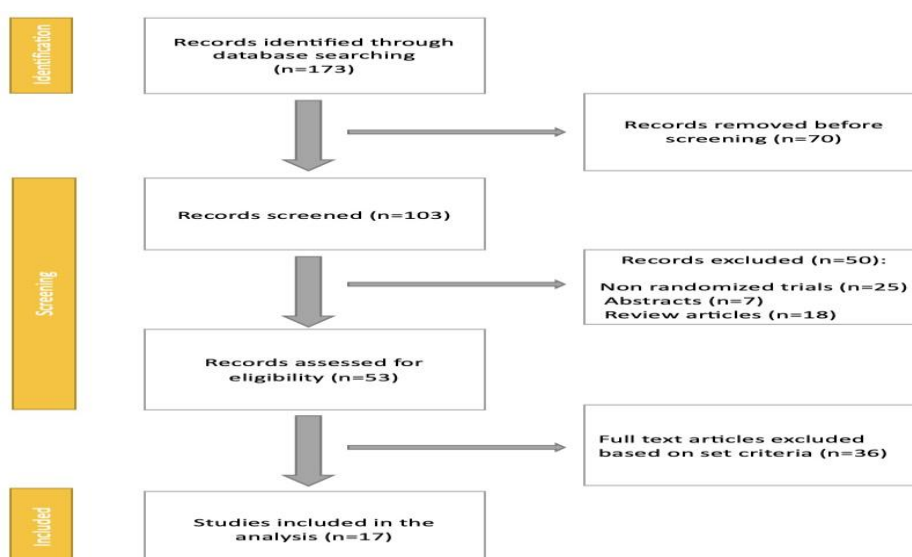 Identification
Records identified through
database searching
(n=173)
Records removed before
screening (n=70)
Screening
Records screened (n=103)
Records excluded (n=50):
Non randomized trials (n=25)
Abstracts (n=7)
Review articles (n=18)
Records assessed for
eligibility (n=53)
Full text articles excluded
based on set criteria (n=36)
Included
Studies included in the
analysis (n=17)